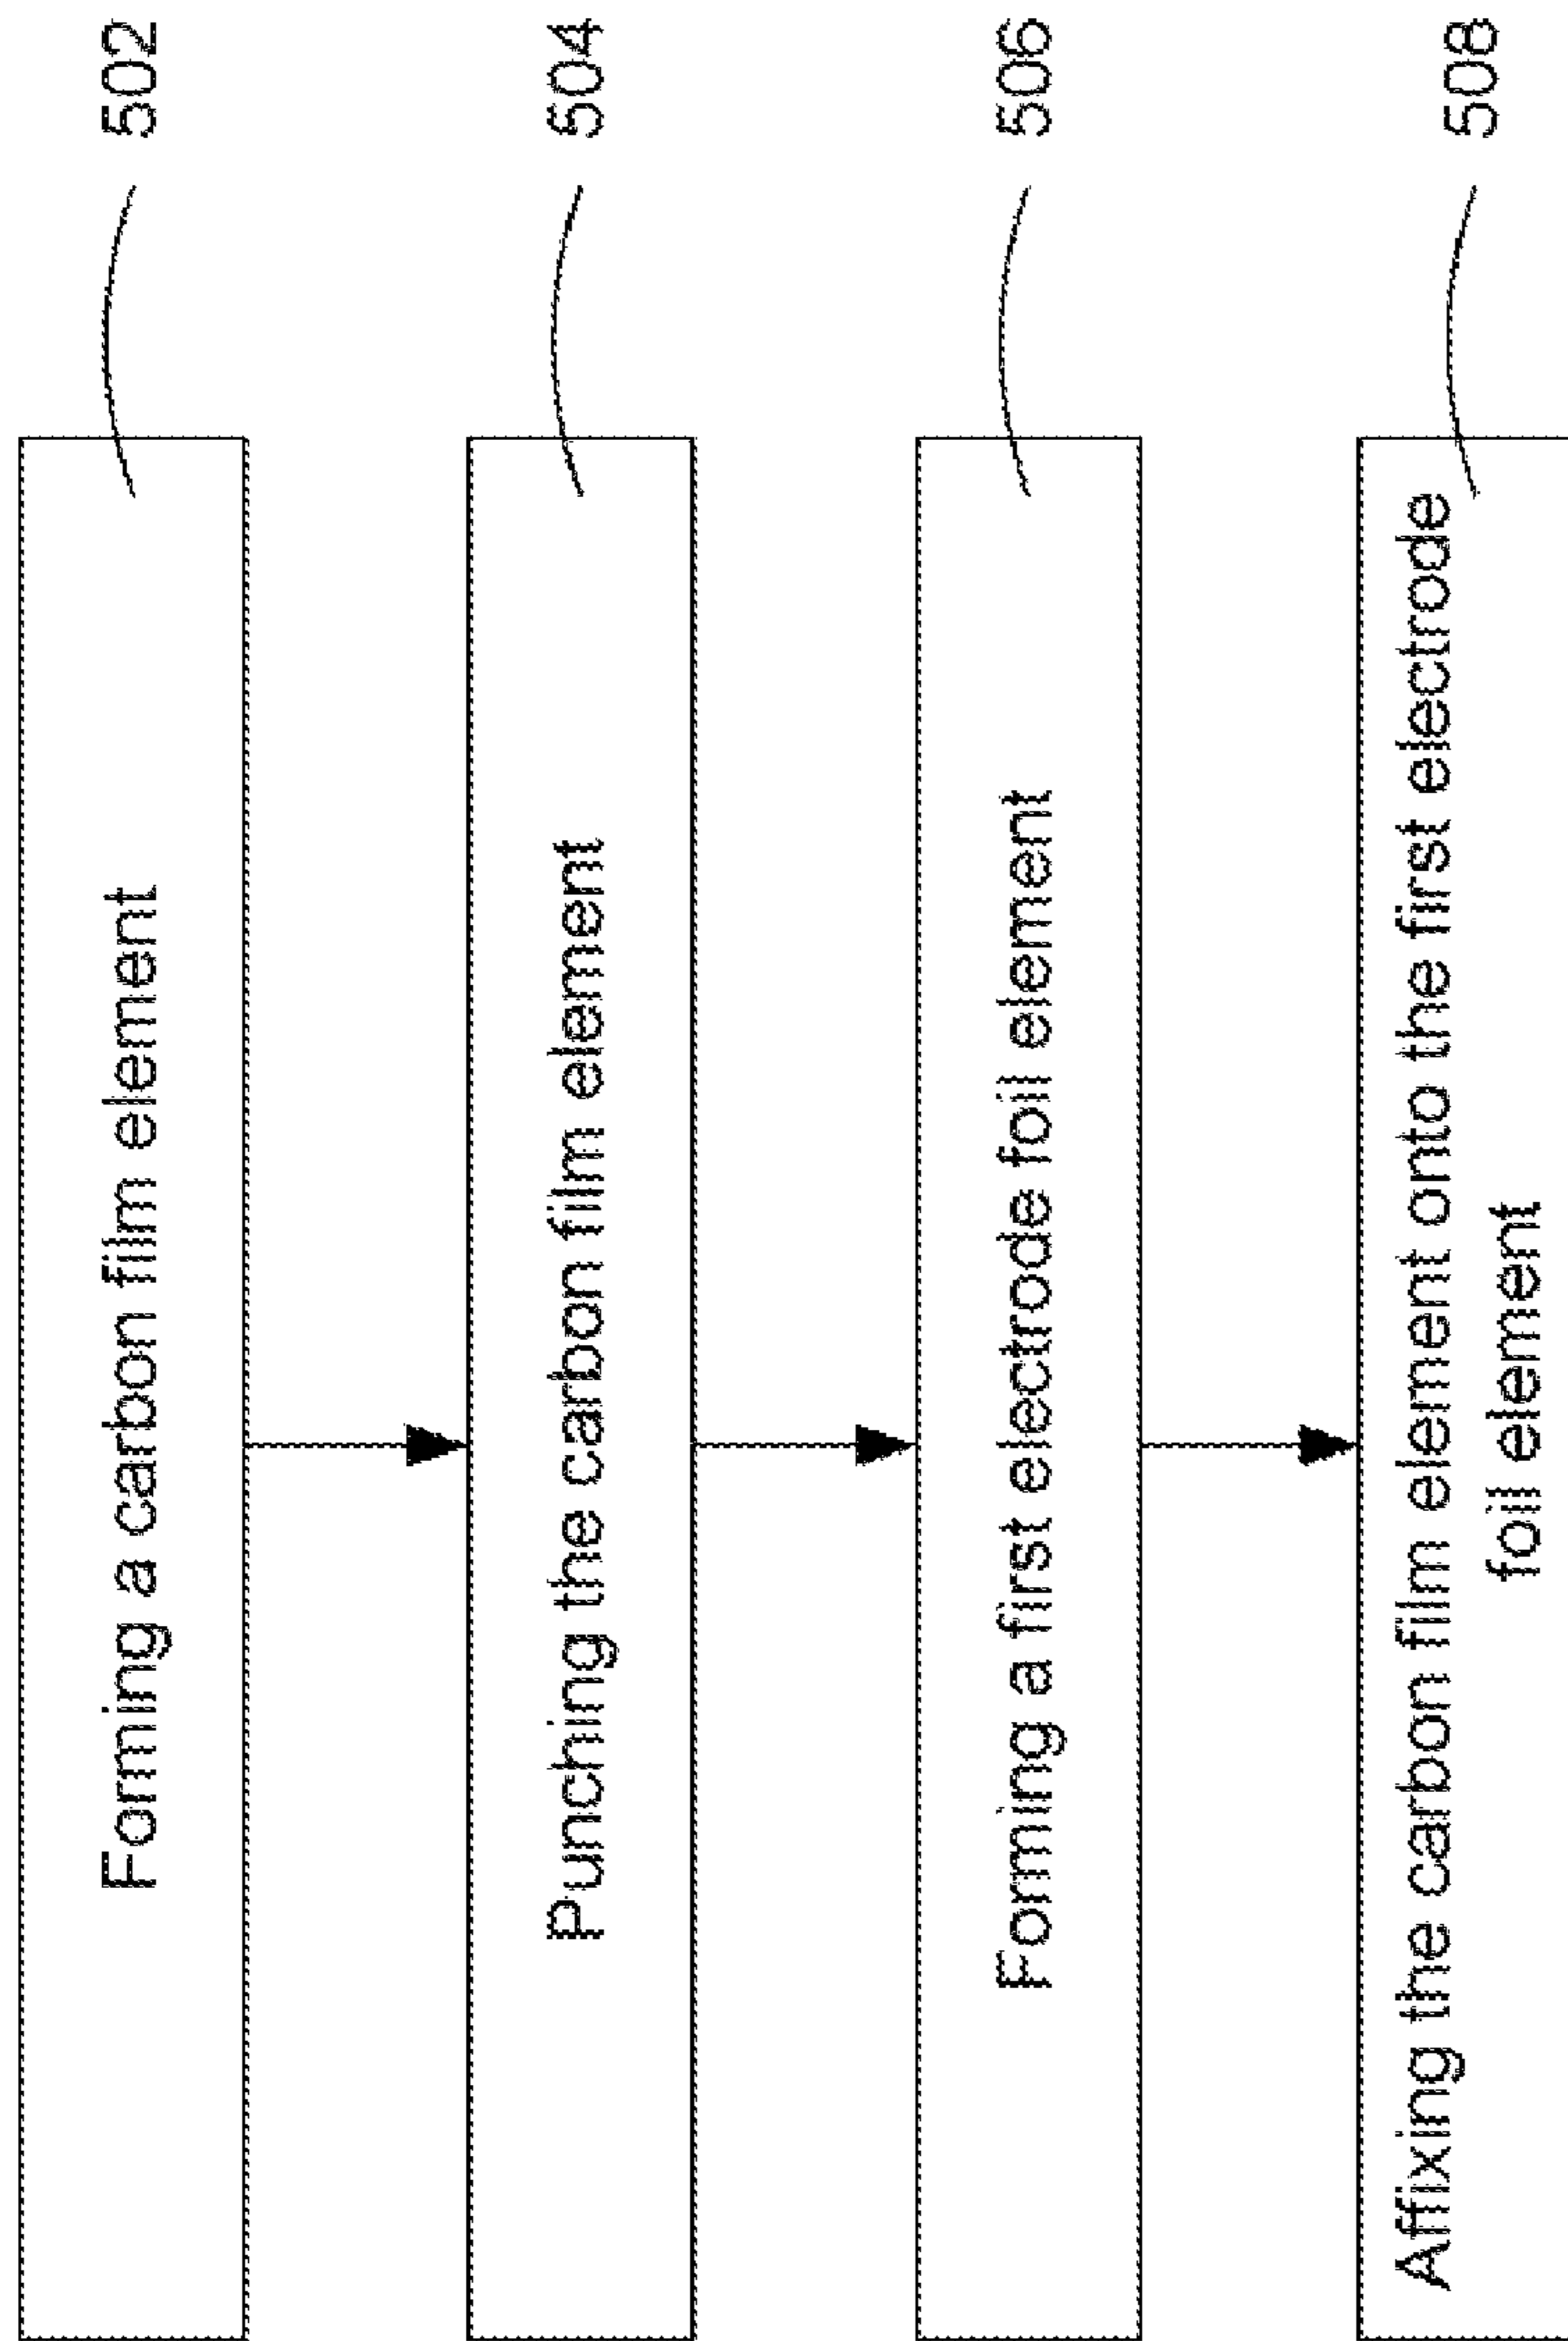 Forming a carbon film element
502
Punching the carbon film element
504
Forming a first electrode foil element
506
Affixing the carbon film element onto the first electrode
foil element
508